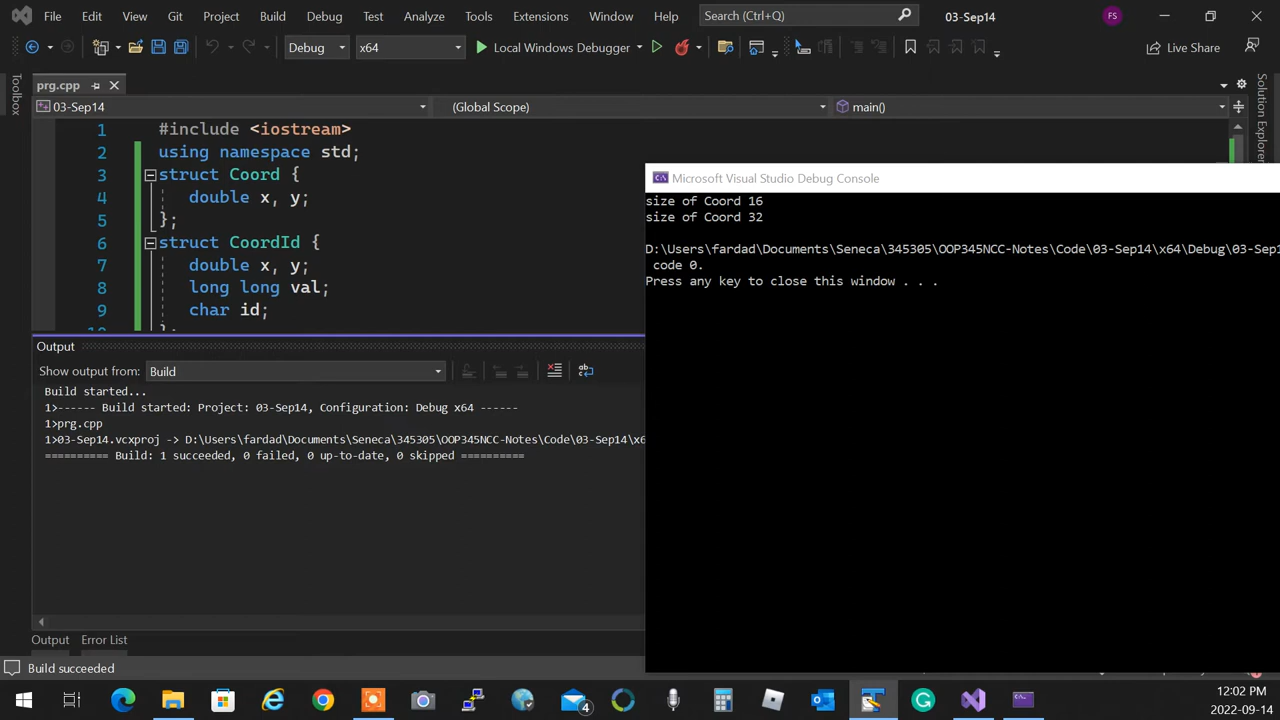 File Edit View Git Project Build Debug Test Analyze Tools Extensions Window Help Search (Ctrl+Q) 03-Sep14 FS
Debug x64 Local Windows Debugger Live Share
prg.cpp
03-Sep14 (Global Scope) main()
Toolbox
Solution Explorer
1 #include <iostream>
2 using namespace std;
3 struct Coord {
4 double x, y;
5 };
6 struct CoordId {
7 double x, y;
8 long long val;
9 char id;
10 };
Microsoft Visual Studio Debug Console
size of Coord 16
size of Coord 32
D:\Users\fardad\Documents\Seneca\345305\OOP345NCC-Notes\Code\03-Sep14\x64\Debug\03-Sep1
code 0.
Press any key to close this window . . .
Output
Show output from: Build
Build started...
1>------ Build started: Project: 03-Sep14, Configuration: Debug x64 ------
1>prg.cpp
1>03-Sep14.vcxproj -> D:\Users\fardad\Documents\Seneca\345305\OOP345NCC-Notes\Code\03-Sep14\x6
========== Build: 1 succeeded, 0 failed, 0 up-to-date, 0 skipped ==========
Output Error List
Build succeeded
4
12:02 PM
2022-09-14